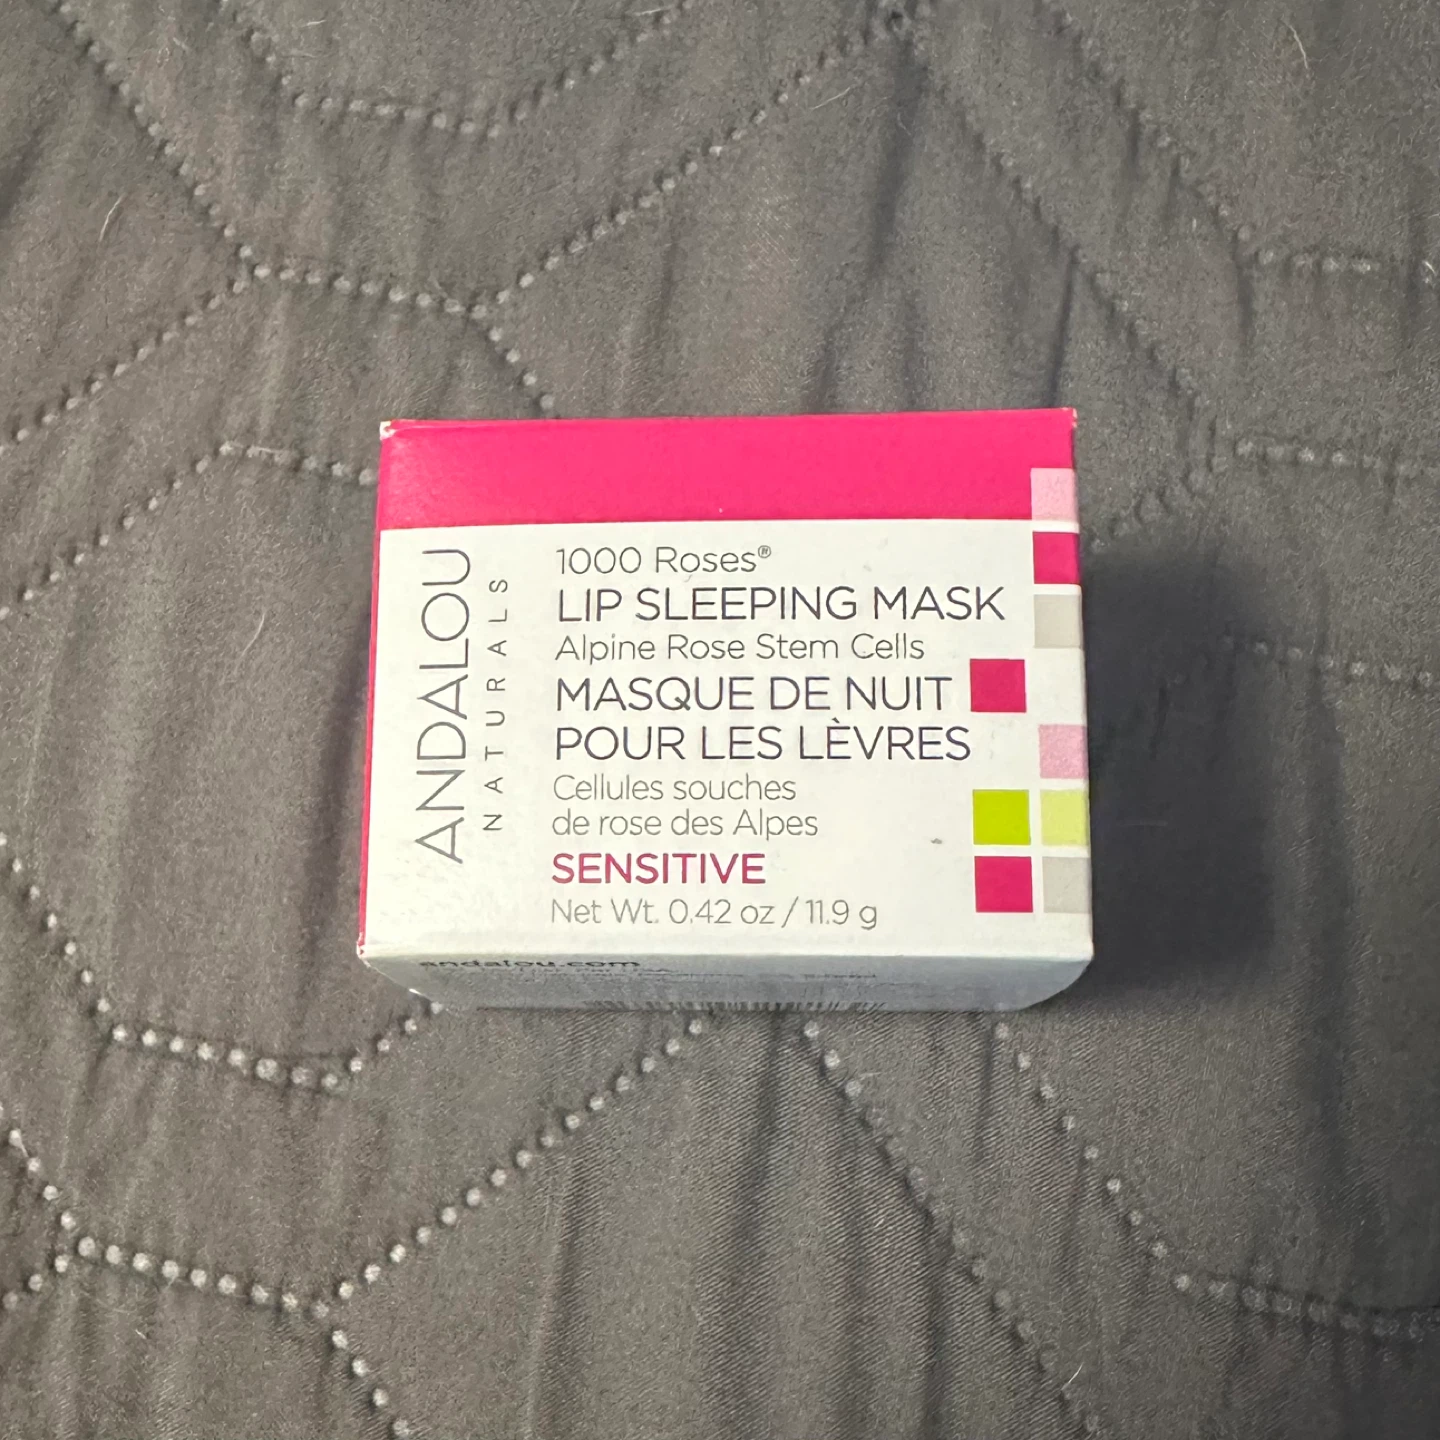 ANDALOU
NATURALS
1000 Roses®
LIP SLEEPING MASK
Alpine Rose Stem Cells
MASQUE DE NUIT
POUR LES LÈVRES
Cellules souches
de rose des Alpes
SENSITIVE
Net Wt. 0.42 oz / 11.9 g
andalou.com